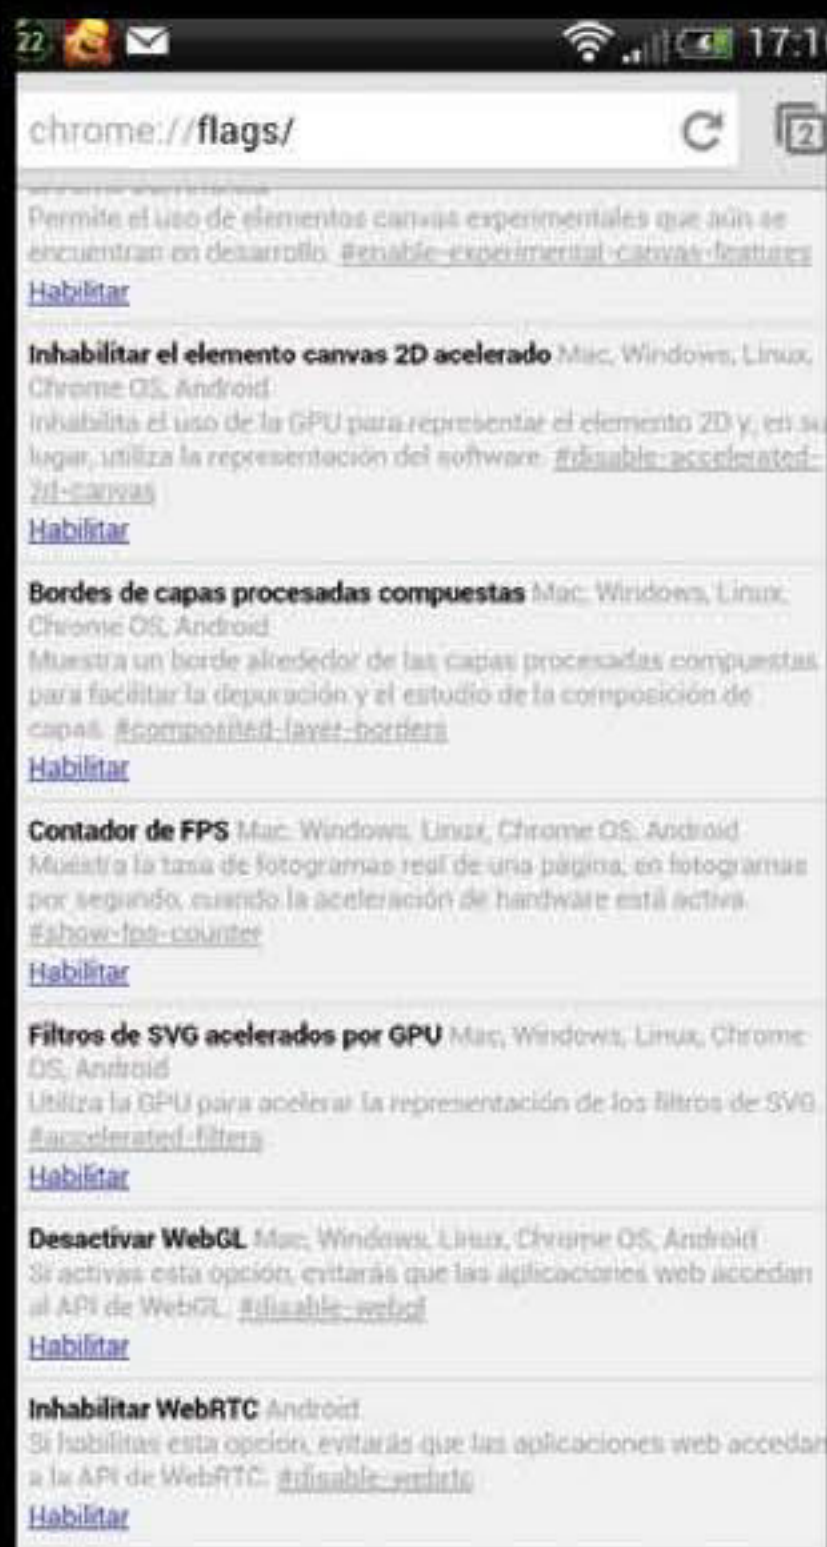 22
17:1
chrome://flags/
2
Permite el uso de elementos canvas experimentales que aún se
encuentran en desarrollo. #enable-experimental-canvas-features
Habilitar
Inhabilitar el elemento canvas 2D acelerado Mac, Windows, Linux,
Chrome OS, Android
Inhabilita el uso de la GPU para representar el elemento 2D y, en su
lugar, utiliza la representación del software. #disable-accelerated-
2d-canvas
Habilitar
Bordes de capas procesadas compuestas Mac, Windows, Linux,
Chrome OS, Android
Muestra un borde alrededor de las capas procesadas compuestas
para facilitar la depuración y el estudio de la composición de
capas. #composited-layer-borders
Habilitar
Contador de FPS Mac, Windows, Linux, Chrome OS, Android
Muestra la tasa de fotogramas real de una página, en fotogramas
por segundo, cuando la aceleración de hardware está activa.
#show-fps-counter
Habilitar
Filtros de SVG acelerados por GPU Mac, Windows, Linux, Chrome
OS, Android
Utiliza la GPU para acelerar la representación de los filtros de SVG.
#accelerated-filters
Habilitar
Desactivar WebGL Mac, Windows, Linux, Chrome OS, Android
Si activas esta opción, evitarás que las aplicaciones web accedan
al API de WebGL. #disable-webgl
Habilitar
Inhabilitar WebRTC Android
Si habilitas esta opción, evitarás que las aplicaciones web accedan
a la API de WebRTC. #disable-webrtc
Habilitar